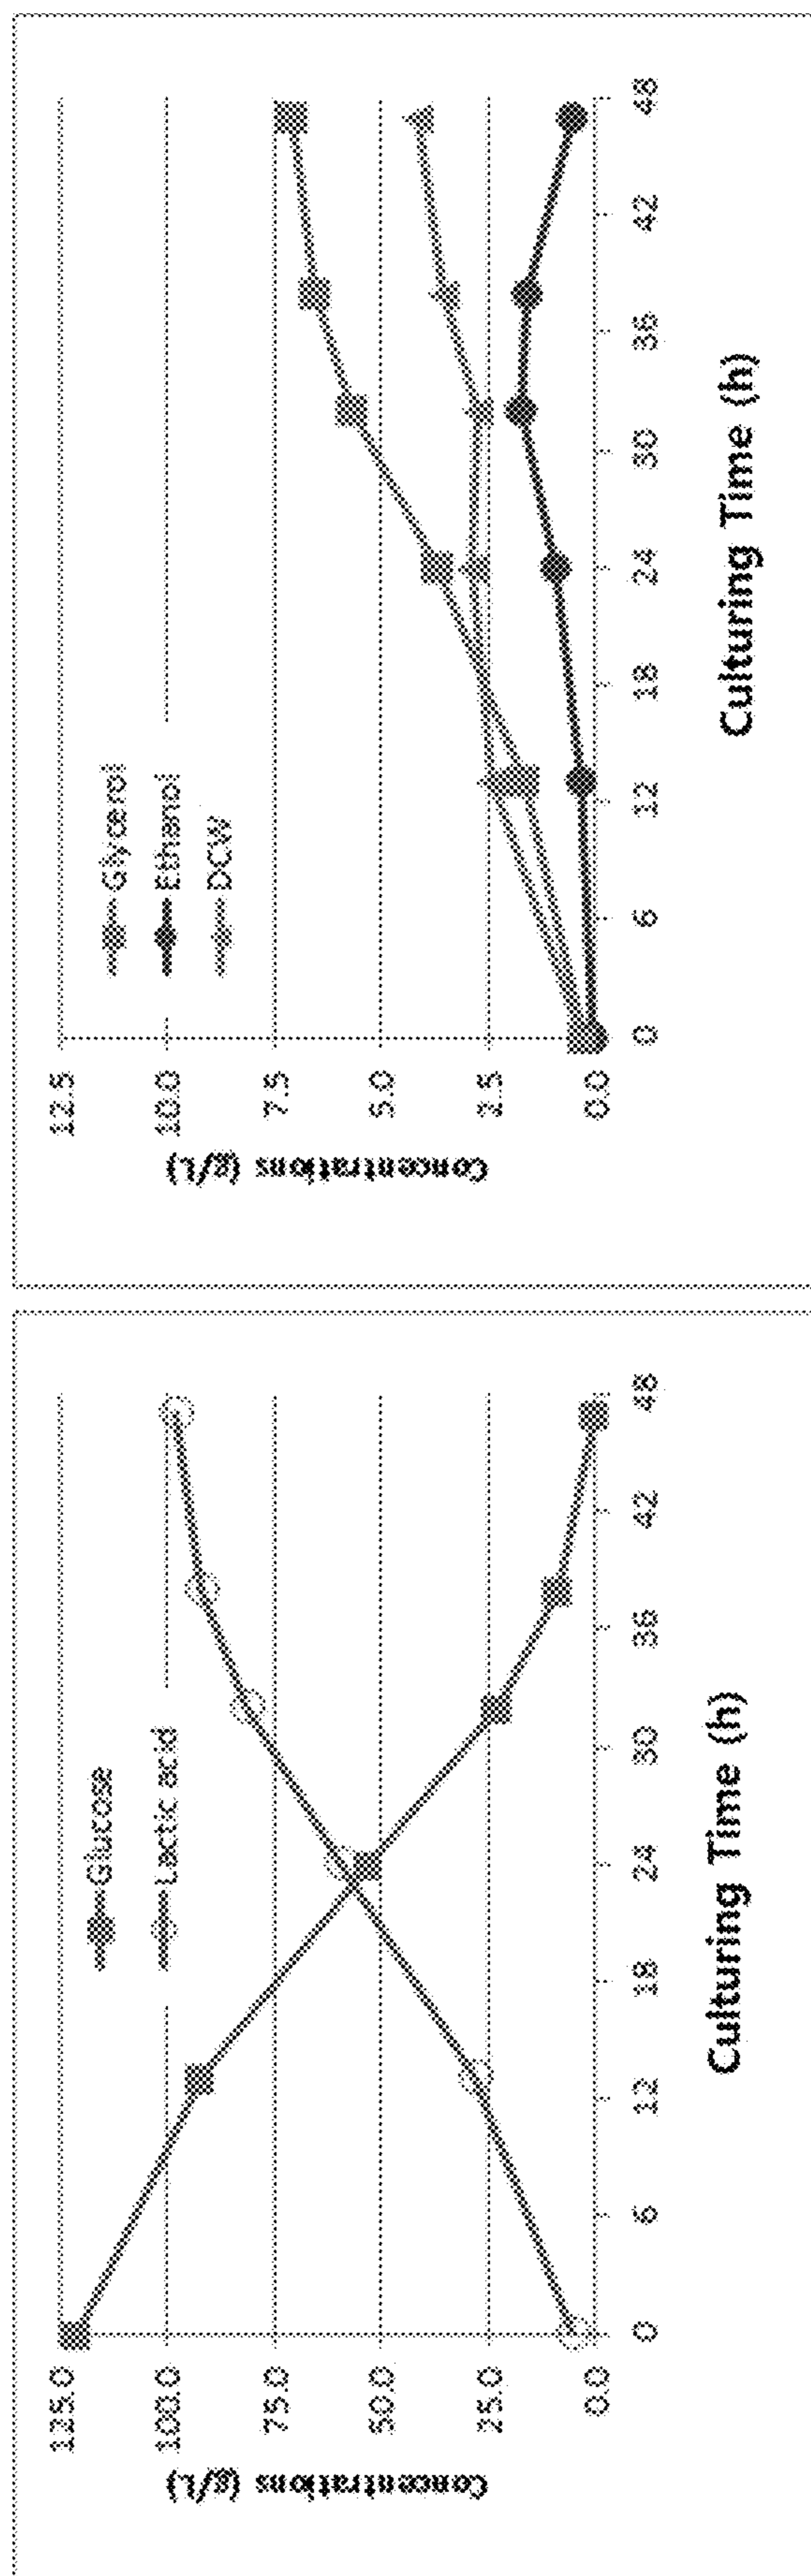 Concentrations (g/L)
125.0
100.0
75.0
50.0
25.0
0.0
Glucose
Lactic acid
0 6 12 18 24 30 36 42 48
Culturing Time (h)
Concentrations (g/L)
12.5
10.0
7.5
5.0
2.5
0.0
Glycerol
Ethanol
DCW
0 6 12 18 24 30 36 42 48
Culturing Time (h)